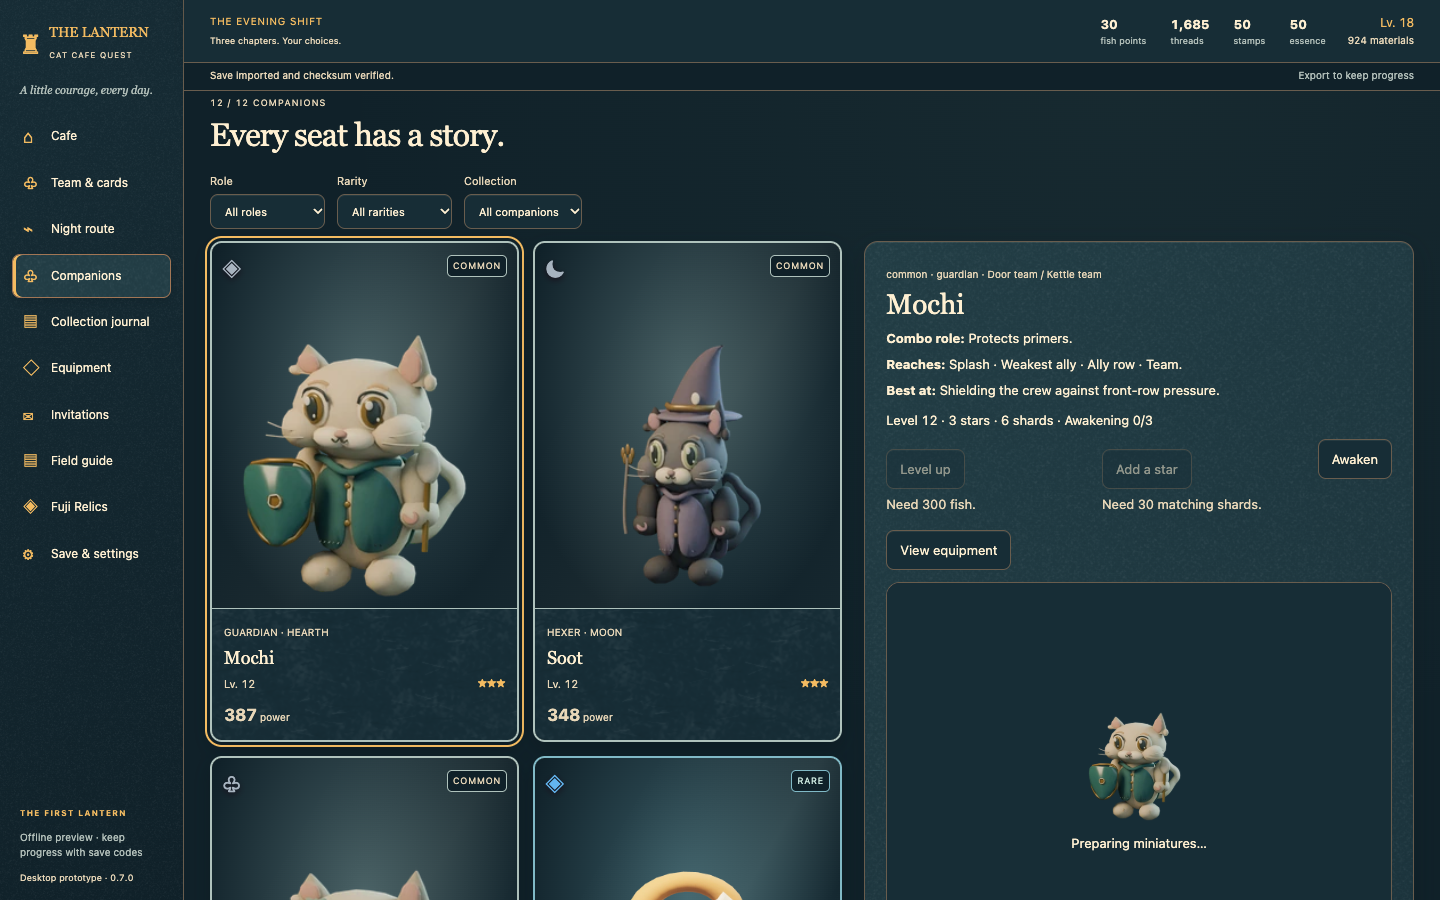 THE LANTERN
CAT CAFE QUEST
A little courage, every day.
Cafe
Team & cards
Night route
Companions
Collection journal
Equipment
Invitations
Field guide
Fuji Relics
Save & settings
THE FIRST LANTERN
Offline preview · keep
progress with save codes
Desktop prototype · 0.7.0
THE EVENING SHIFT
Three chapters. Your choices.
30
fish points
1,685
threads
50
stamps
50
essence
Lv. 18
924 materials
Save imported and checksum verified.
Export to keep progress
12 / 12 COMPANIONS
Every seat has a story.
Role
Rarity
Collection
All roles
All rarities
All companions
COMMON
GUARDIAN · HEARTH
Mochi
Lv. 12
387 power
COMMON
HEXER · MOON
Soot
Lv. 12
348 power
COMMON
RARE
common · guardian · Door team / Kettle team
Mochi
Combo role: Protects primers.
Reaches: Splash · Weakest ally · Ally row · Team.
Best at: Shielding the crew against front-row pressure.
Level 12 · 3 stars · 6 shards · Awakening 0/3
Level up
Need 300 fish.
Add a star
Need 30 matching shards.
Awaken
View equipment
Preparing miniatures...